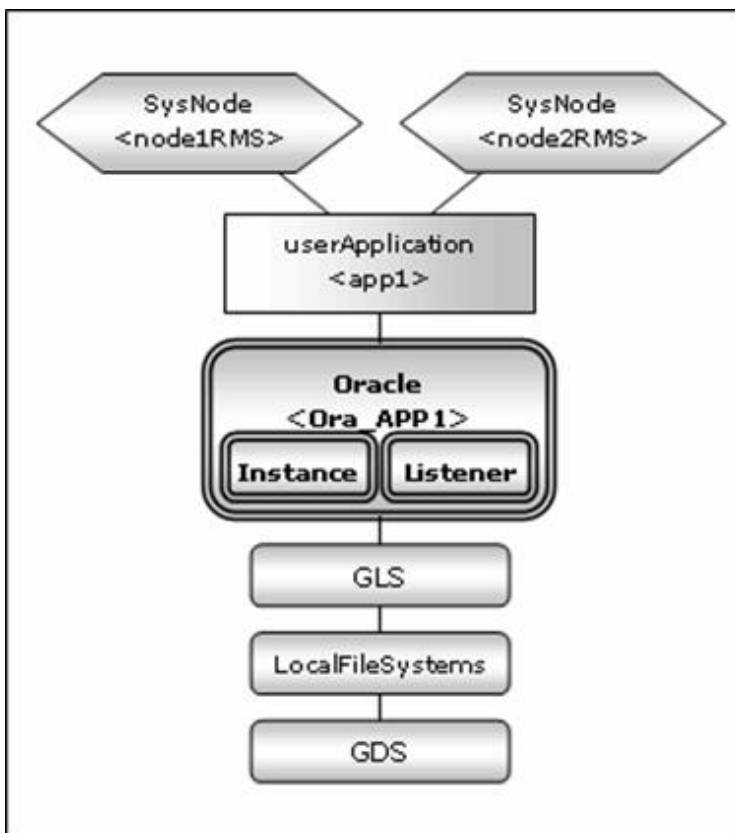 SysNode
<node1RMS>
SysNode
<node2RMS>
userApplication
<app1>
Oracle
<Ora_APP1>
Instance
Listener
GLS
LocalFileSystems
GDS